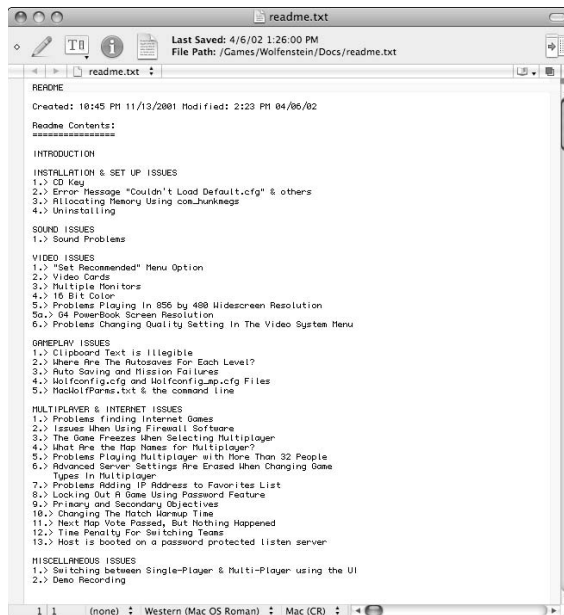 readme.txt
Last Saved: 4/6/02 1:26:00 PM
File Path: /Games/Wolfenstein/Docs/readme.txt
readme.txt
README
Created: 10:45 PM 11/13/2001 Modified: 2:23 PM 04/06/02
Readme Contents:
================
INTRODUCTION
INSTALLATION & SET UP ISSUES
1.> CD Key
2.> Error Message "Couldn't Load Default.cfg" & others
3.> Allocating Memory Using com_hunkmegs
4.> Uninstalling
SOUND ISSUES
1.> Sound Problems
VIDEO ISSUES
1.> "Set Recommended" Menu Option
2.> Video Cards
3.> Multiple Monitors
4.> 16 Bit Color
5.> Problems Playing In 856 by 480 Widescreen Resolution
5a.> G4 PowerBook Screen Resolution
6.> Problems Changing Quality Setting In The Video System Menu
GAMEPLAY ISSUES
1.> Clipboard Text is Illegible
2.> Where Are The Autosaves For Each Level?
3.> Auto Saving and Mission Failures
4.> Wolfconfig.cfg and Wolfconfig_mp.cfg Files
5.> MacWolfParms.txt & the command line
MULTIPLAYER & INTERNET ISSUES
1.> Problems finding Internet Games
2.> Issues When Using Firewall Software
3.> The Game Freezes When Selecting Multiplayer
4.> What Are the Map Names for Multiplayer?
5.> Problems Playing Multiplayer with More Than 32 People
6.> Advanced Server Settings Are Erased When Changing Game
Types In Multiplayer
7.> Problems Adding IP Address to Favorites List
8.> Locking Out A Game Using Password Feature
9.> Primary and Secondary Objectives
10.> Changing The Match Warmup Time
11.> Next Map Vote Passed, But Nothing Happened
12.> Time Penalty For Switching Teams
13.> Host is booted on a password protected listen server
MISCELLANEOUS ISSUES
1.> Switching between Single-Player & Multi-Player using the UI
2.> Demo Recording
1 1 (none) Western (Mac OS Roman) Mac (CR)